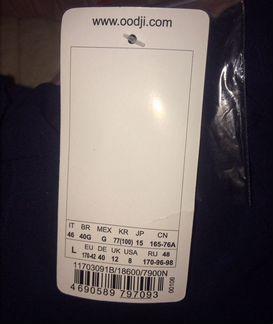 www.oodji.com
IT BR MEX KR JP CN
46 40G G 77(100) 15 165-76A
L EU DE UK USA RU 48
170-42 40 12 8 170-96-98
11703091B/18600/7900N
4690589 797093
00106